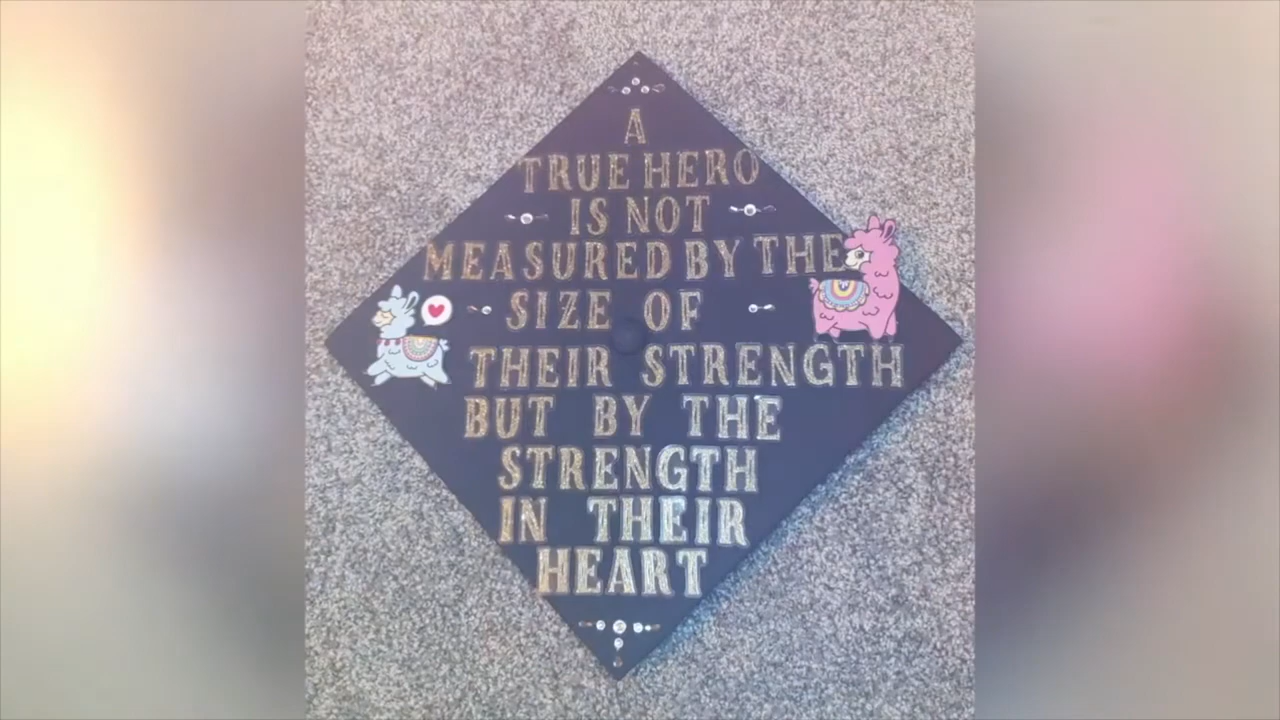 A
TRUE HERO
IS NOT
MEASURED BY THE
SIZE OF
THEIR STRENGTH
BUT BY THE
STRENGTH
IN THEIR
HEART